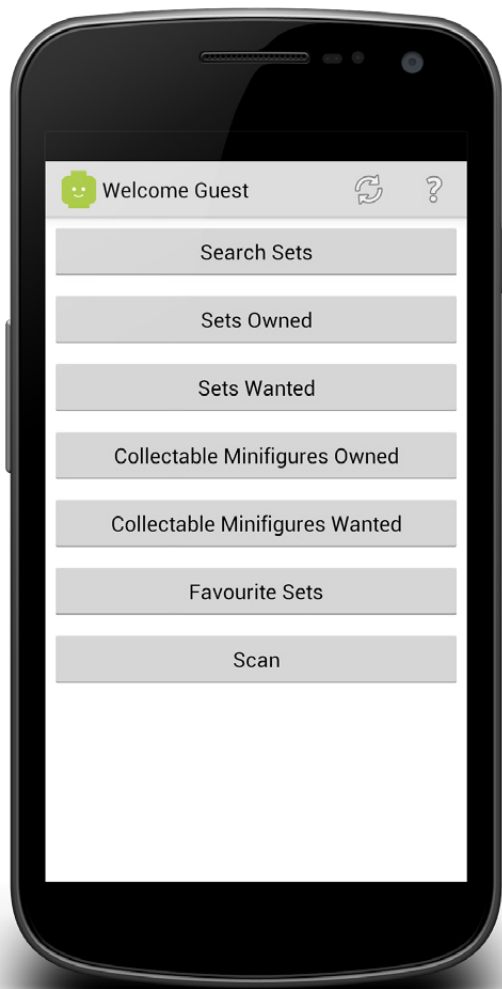 Welcome Guest
Search Sets
Sets Owned
Sets Wanted
Collectable Minifigures Owned
Collectable Minifigures Wanted
Favourite Sets
Scan